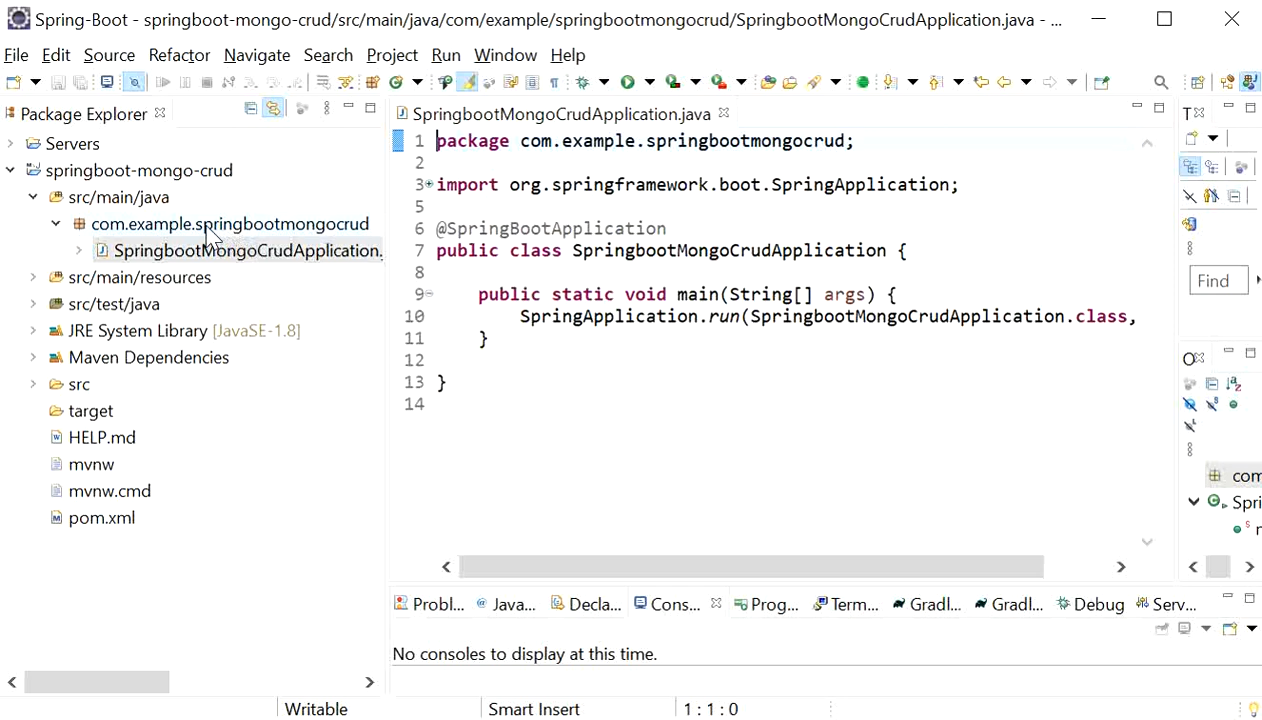 Spring-Boot - springboot-mongo-crud/src/main/java/com/example/springbootmongocrud/SpringbootMongoCrudApplication.java - ...
File Edit Source Refactor Navigate Search Project Run Window Help
Package Explorer
Servers
springboot-mongo-crud
src/main/java
com.example.springbootmongocrud
SpringbootMongoCrudApplication.
src/main/resources
src/test/java
JRE System Library [JavaSE-1.8]
Maven Dependencies
src
target
HELP.md
mvnw
mvnw.cmd
pom.xml
SpringbootMongoCrudApplication.java
1 package com.example.springbootmongocrud;
2
3 import org.springframework.boot.SpringApplication;
5
6 @SpringBootApplication
7 public class SpringbootMongoCrudApplication {
8
9 public static void main(String[] args) {
10 SpringApplication.run(SpringbootMongoCrudApplication.class,
11 }
12
13 }
14
T
Find
O
com
Spri
Probl... Java... Decla... Cons... Prog... Term... Gradl... Gradl... Debug Serv...
No consoles to display at this time.
Writable Smart Insert 1 : 1 : 0